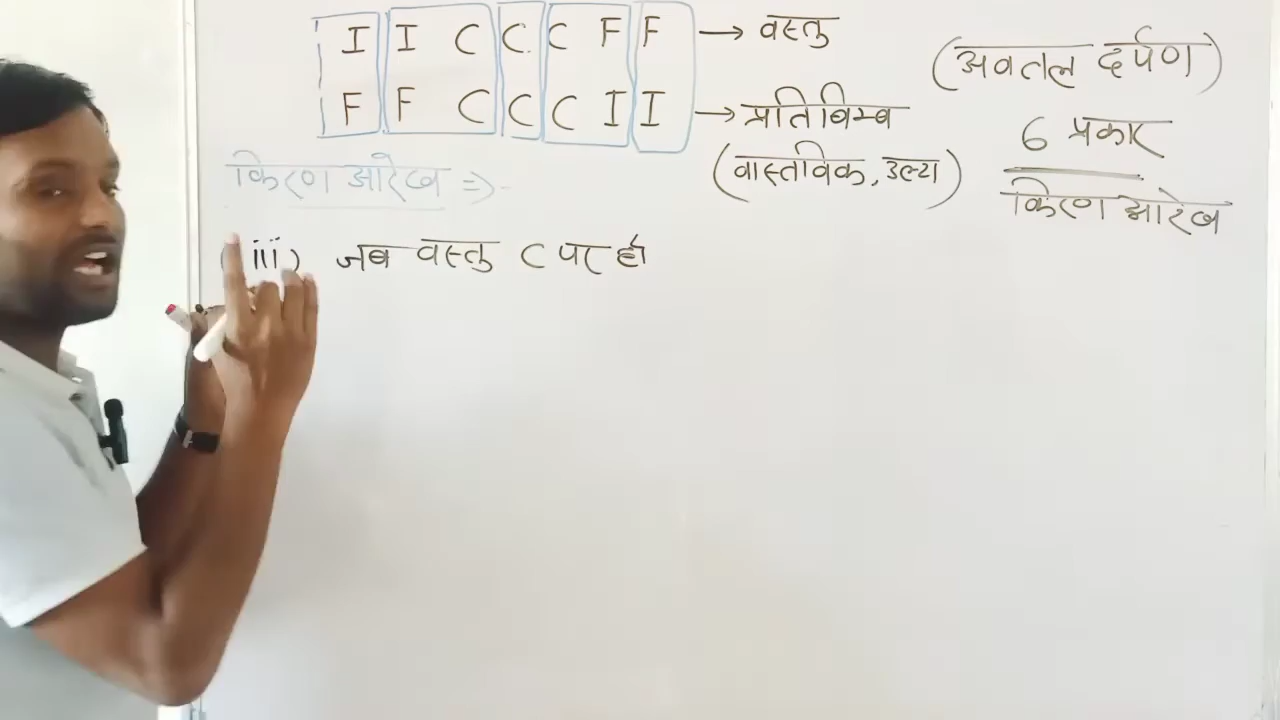 I I C C C F F → वस्तु
F F C C C I I → प्रतिबिम्ब
(वास्तविक, उल्टा)
(अवतल दर्पण)
6 प्रकार
किरण आरेख
किरण आरेख ⇒
(iii) जब वस्तु C पर हो